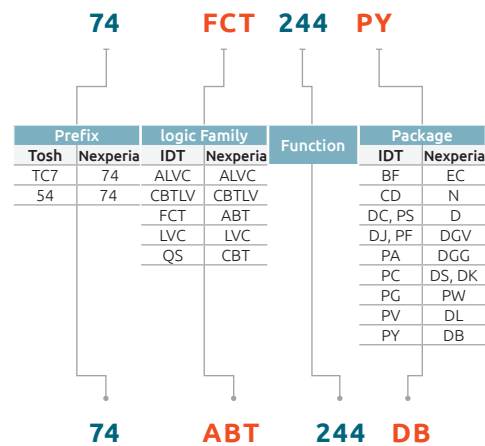 74 FCT 244 PY
Prefix logic Family Function Package
Tosh Nexperia IDT Nexperia IDT Nexperia
TC7 74 ALVC ALVC BF EC
54 74 CBTLV CBTLV CD N
FCT ABT DC, PS D
LVC LVC DJ, PF DGV
QS CBT PA DGG
PC DS, DK
PG PW
PV DL
PY DB
74 ABT 244 DB